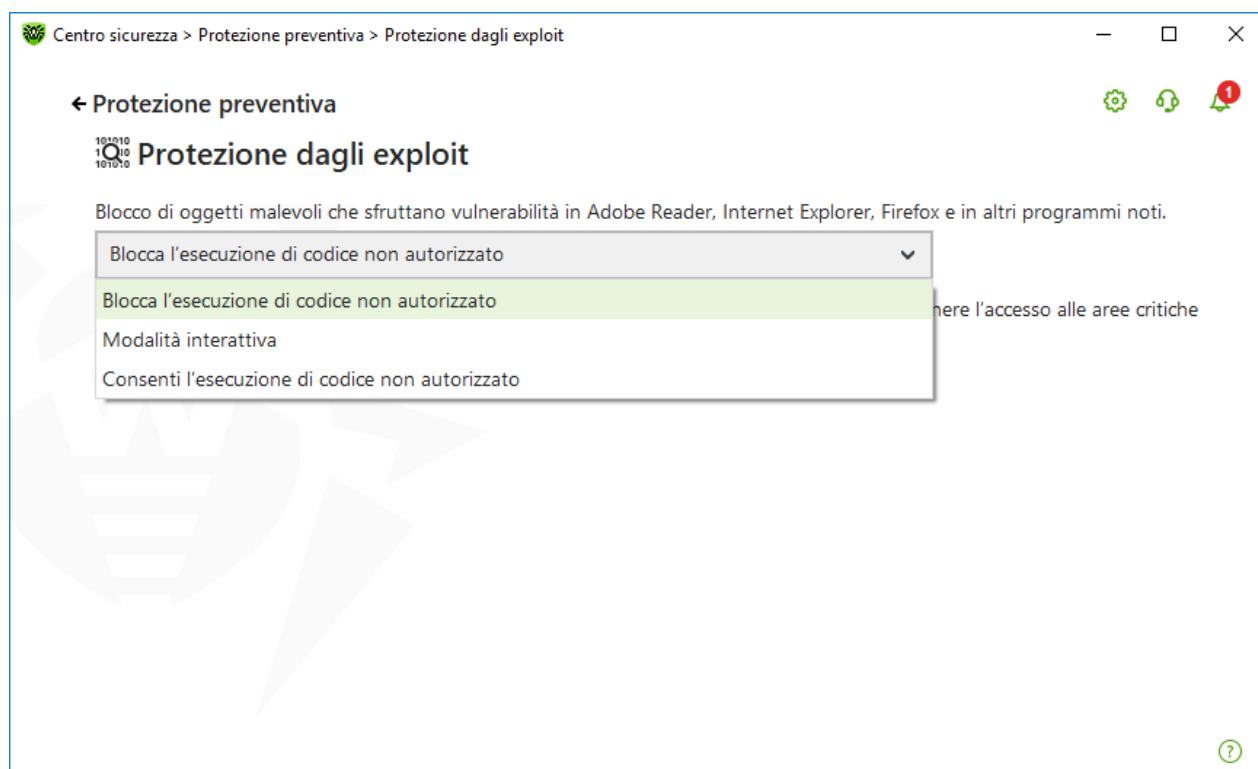 Centro sicurezza > Protezione preventiva > Protezione dagli exploit
Protezione preventiva
1
Protezione dagli exploit
Blocco di oggetti malevoli che sfruttano vulnerabilità in Adobe Reader, Internet Explorer, Firefox e in altri programmi noti.
Blocca l'esecuzione di codice non autorizzato
Blocca l'esecuzione di codice non autorizzato
nere l'accesso alle aree critiche
Modalità interattiva
Consenti l'esecuzione di codice non autorizzato
?